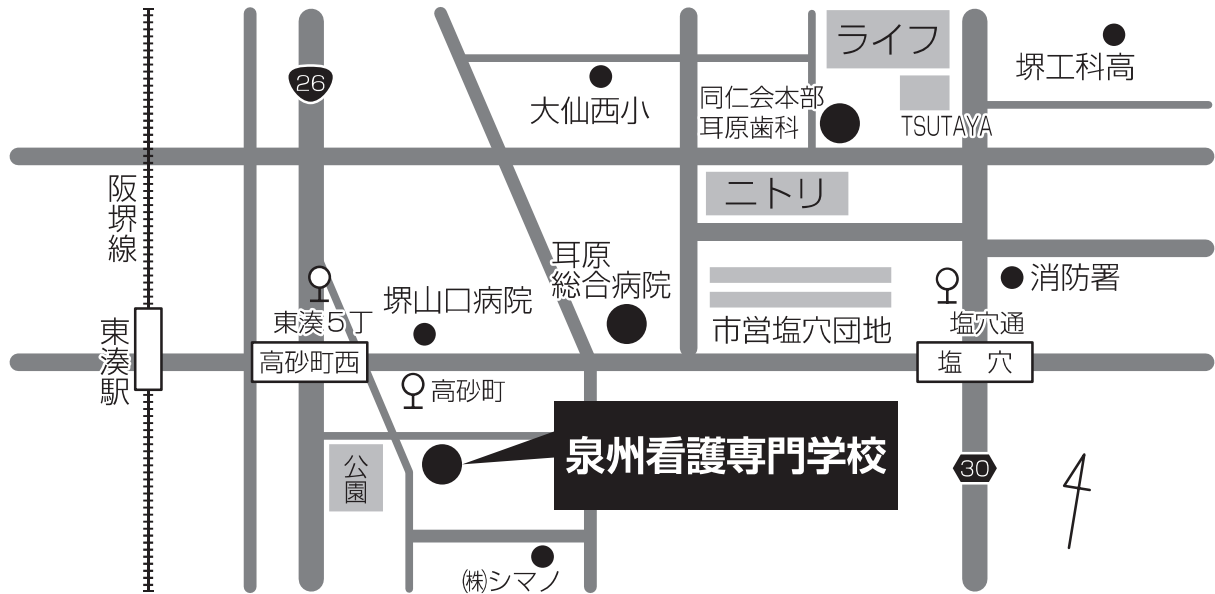 ライフ
堺工科高
26
大仙西小
同仁会本部
耳原歯科
TSUTAYA
阪堺線
ニトリ
耳原
総合病院
消防署
堺山口病院
東湊5丁
市営塩穴団地
塩穴通
東湊駅
高砂町西
塩 穴
高砂町
泉州看護専門学校
公園
30
㈱シマノ